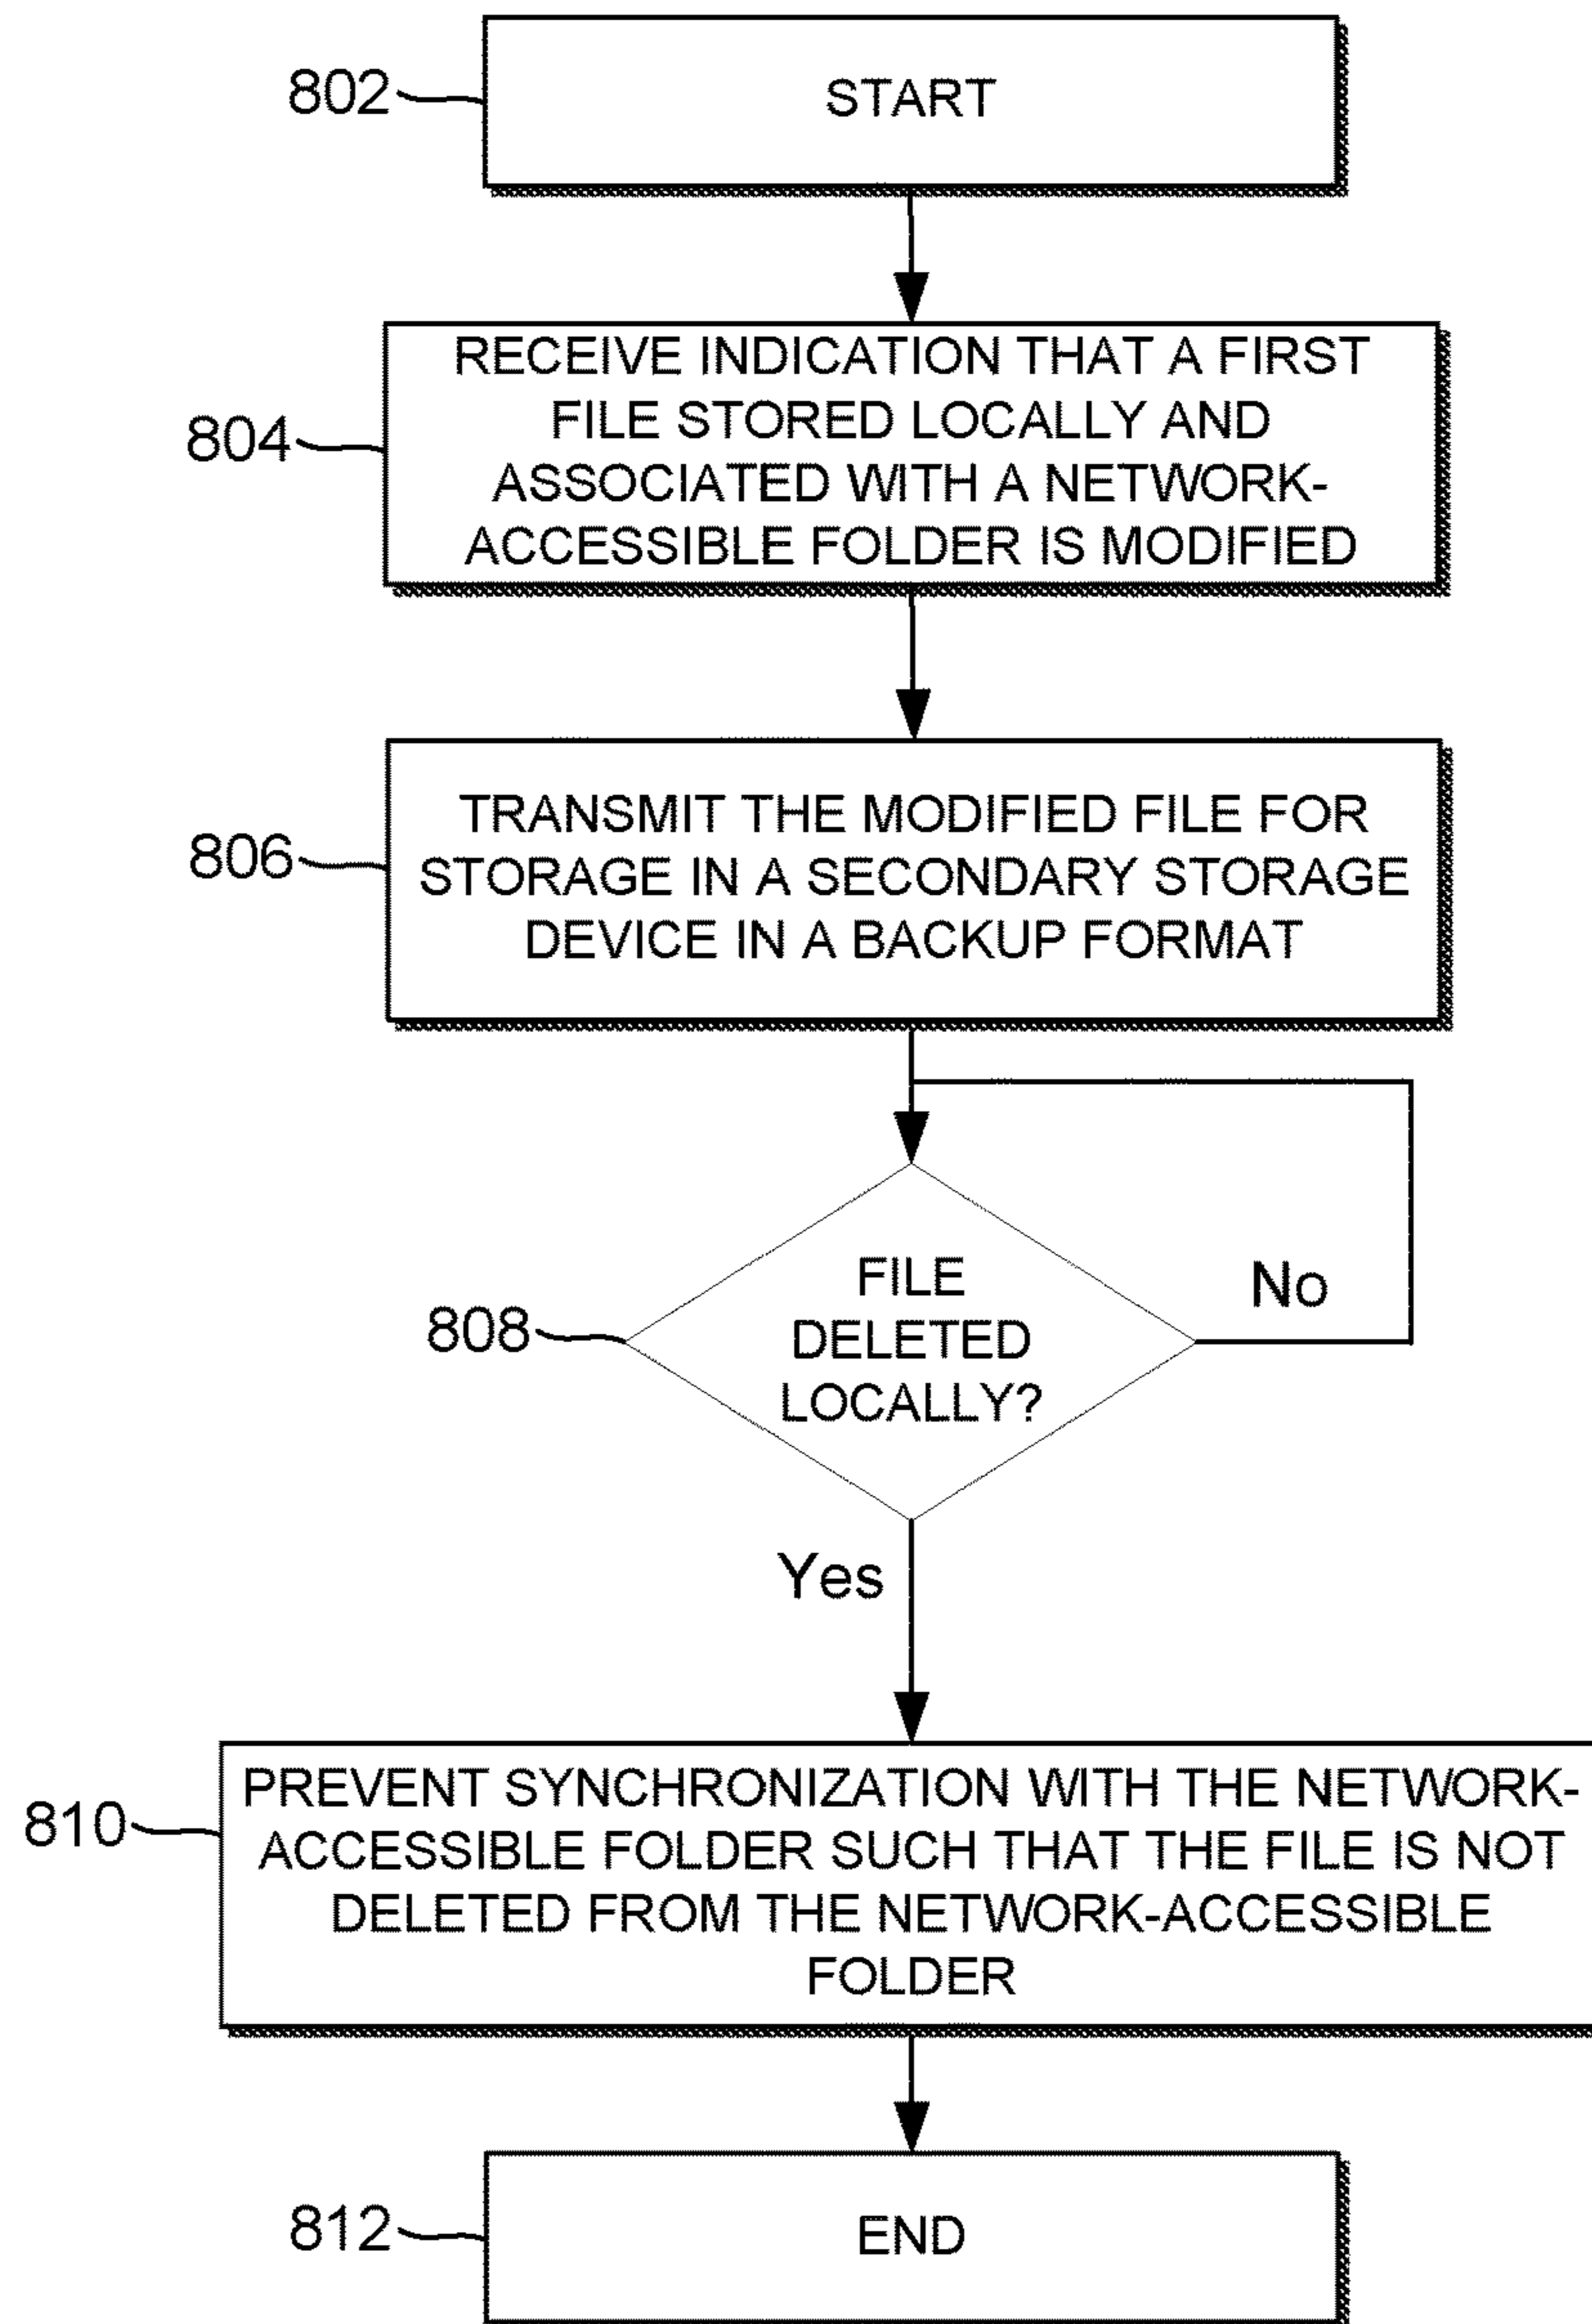 802
START
804
RECEIVE INDICATION THAT A FIRST
FILE STORED LOCALLY AND
ASSOCIATED WITH A NETWORK-
ACCESSIBLE FOLDER IS MODIFIED
806
TRANSMIT THE MODIFIED FILE FOR
STORAGE IN A SECONDARY STORAGE
DEVICE IN A BACKUP FORMAT
808
FILE
DELETED
LOCALLY?
No
Yes
810
PREVENT SYNCHRONIZATION WITH THE NETWORK-
ACCESSIBLE FOLDER SUCH THAT THE FILE IS NOT
DELETED FROM THE NETWORK-ACCESSIBLE
FOLDER
812
END